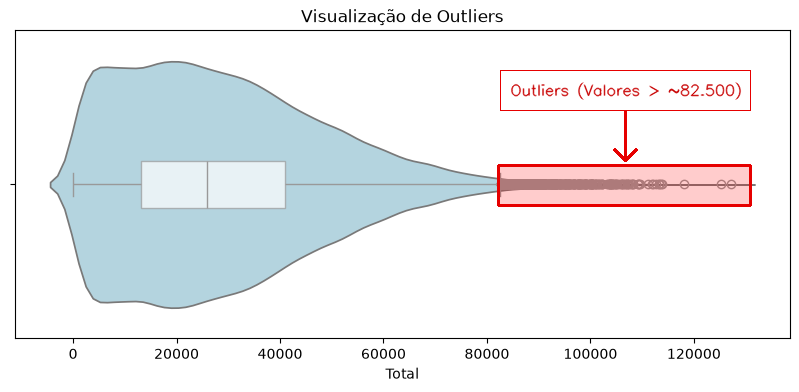 Visualização de Outliers
Outliers (Valores > ~82.500)
0 20000 40000 60000 80000 100000 120000
Total